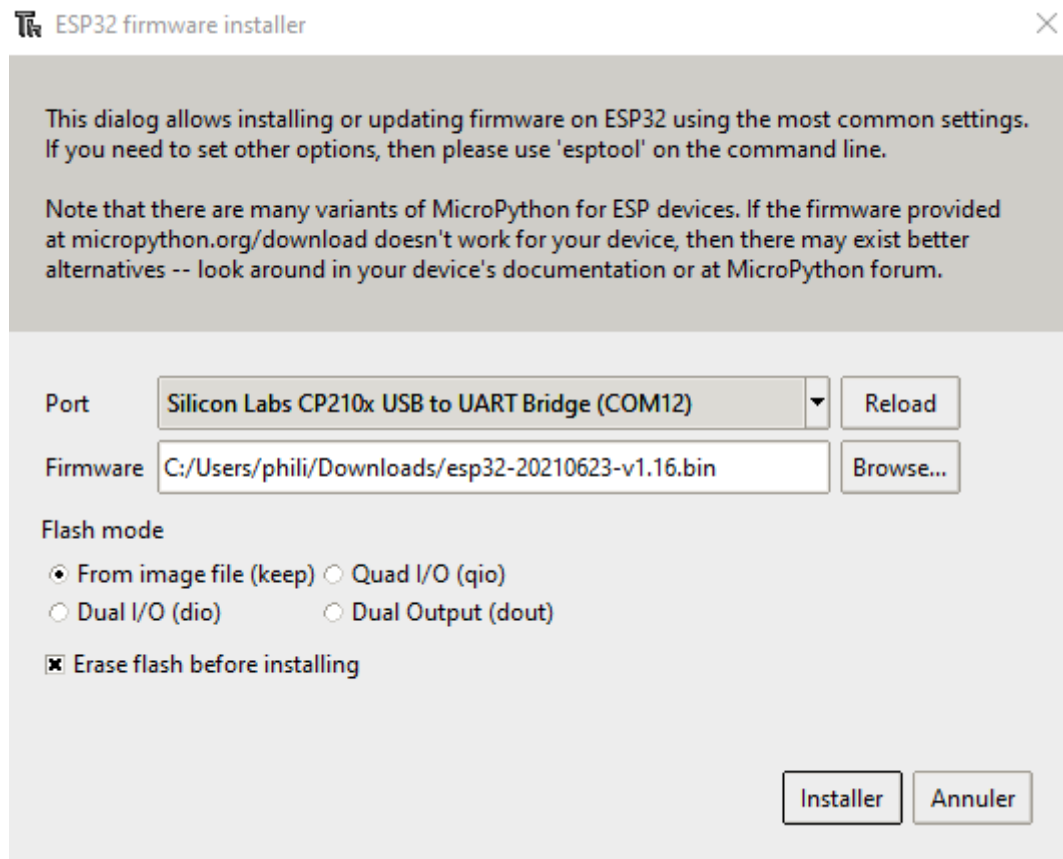 ESP32 firmware installer
This dialog allows installing or updating firmware on ESP32 using the most common settings.
If you need to set other options, then please use 'esptool' on the command line.
Note that there are many variants of MicroPython for ESP devices. If the firmware provided
at micropython.org/download doesn't work for your device, then there may exist better
alternatives -- look around in your device's documentation or at MicroPython forum.
Port Silicon Labs CP210x USB to UART Bridge (COM12) Reload
Firmware C:/Users/phili/Downloads/esp32-20210623-v1.16.bin Browse...
Flash mode
From image file (keep) Quad I/O (qio)
Dual I/O (dio) Dual Output (dout)
Erase flash before installing
Installer Annuler